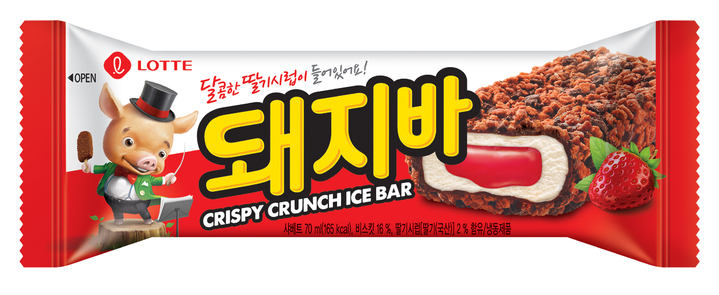 LOTTE
OPEN
달콤한 딸기시럽이 들어있어요!
돼지바
CRISPY CRUNCH ICE BAR
샤베트 70 ml(165 kcal), 비스킷 16 %, 딸기시럽[딸기(국산)] 2 % 함유/냉동제품